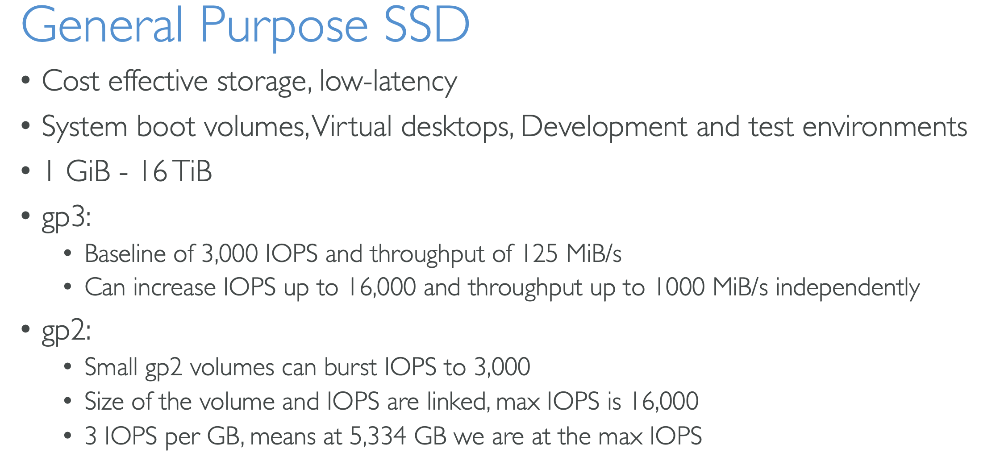 General Purpose SSD
• Cost effective storage, low-latency
• System boot volumes, Virtual desktops, Development and test environments
• 1 GiB - 16 TiB
• gp3:
• Baseline of 3,000 IOPS and throughput of 125 MiB/s
• Can increase IOPS up to 16,000 and throughput up to 1000 MiB/s independently
• gp2:
• Small gp2 volumes can burst IOPS to 3,000
• Size of the volume and IOPS are linked, max IOPS is 16,000
• 3 IOPS per GB, means at 5,334 GB we are at the max IOPS